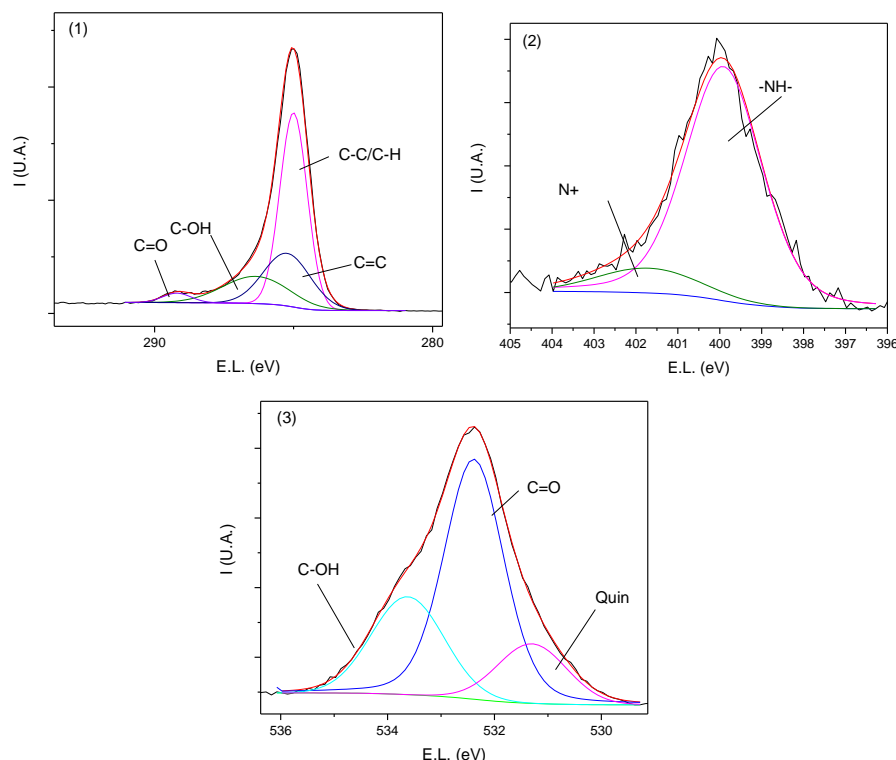 (1)
I (U.A.)
C-C/C-H
C-OH
C=O
C=C
290
280
E.L. (eV)
(2)
I (U.A.)
-NH-
N+
405 404 403 402 401 400 399 398 397 396
E.L. (eV)
(3)
I (U.A.)
C=O
C-OH
Quin
536 534 532 530
E.L. (eV)